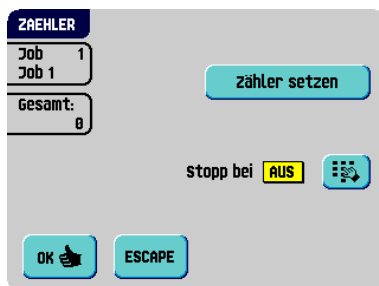 ZAEHLER
Job 1
Job 1
Gesamt:
0
zähler setzen
stopp bei AUS
OK
ESCAPE